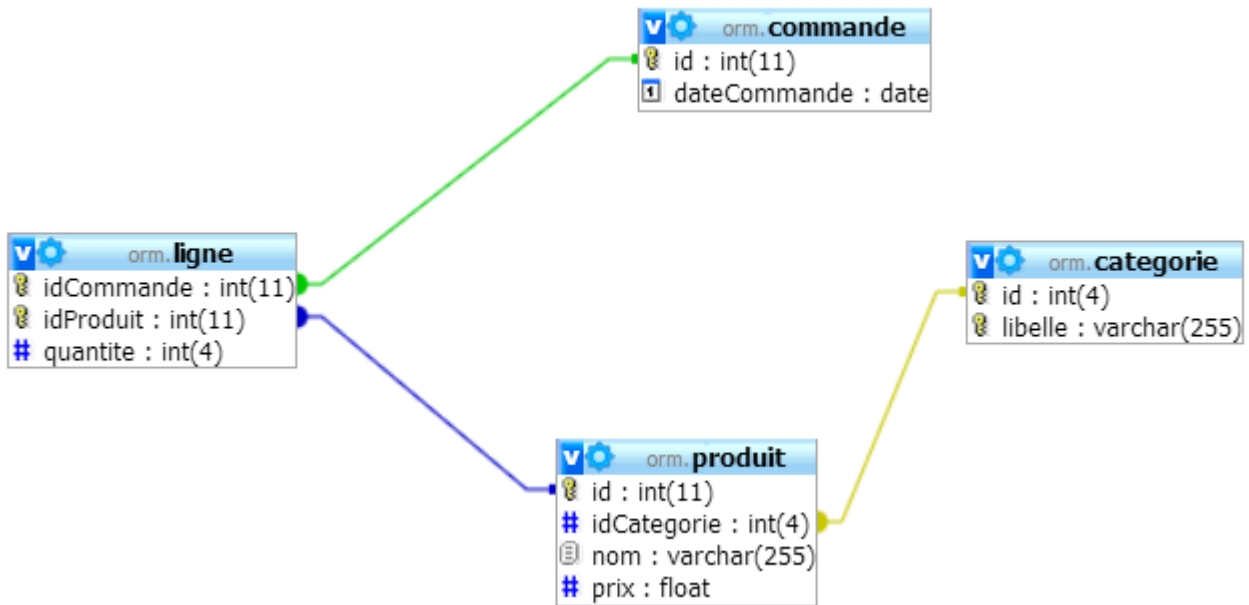 orm.commande
id : int(11)
dateCommande : date
orm.ligne
idCommande : int(11)
idProduit : int(11)
# quantite : int(4)
orm.categorie
id : int(4)
libelle : varchar(255)
orm.produit
id : int(11)
# idCategorie : int(4)
nom : varchar(255)
# prix : float